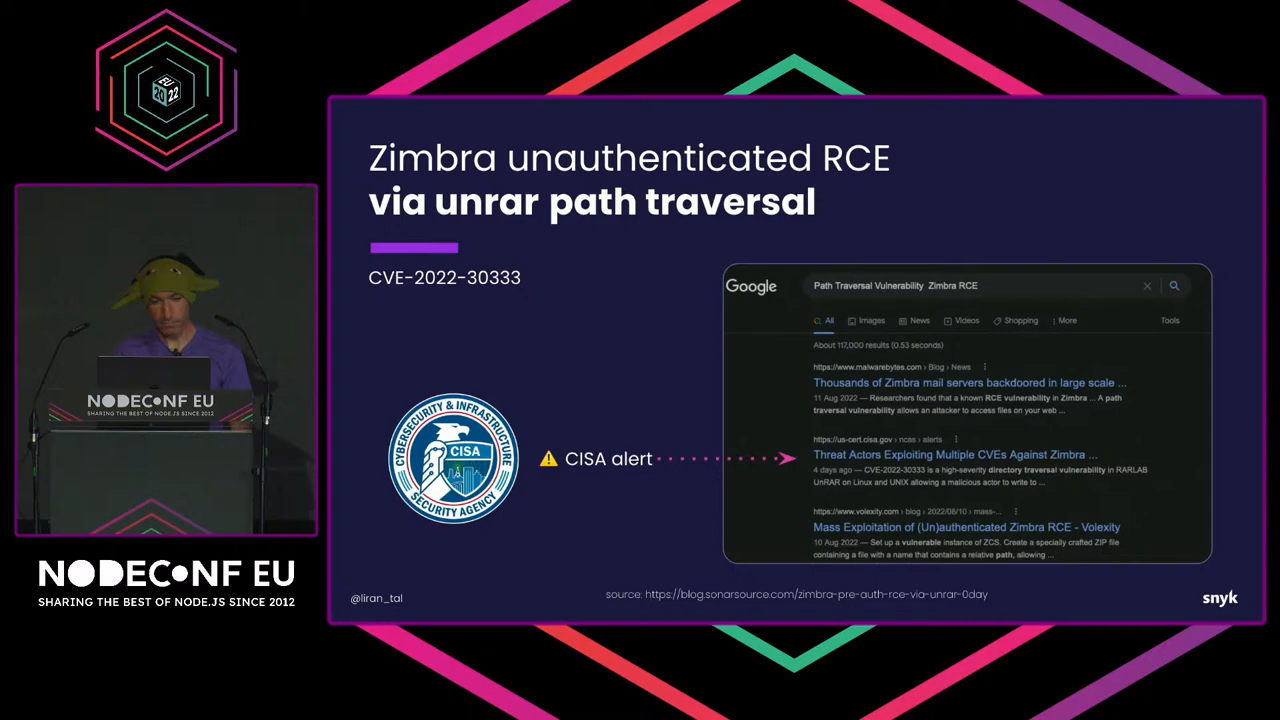 EU
20
22
Zimbra unauthenticated RCE
via unrar path traversal
CVE-2022-30333
Google
Path Traversal Vulnerability Zimbra RCE
All Images News Videos Shopping More Tools
About 117,000 results (0.53 seconds)
https://www.malwarebytes.com › Blog › News
Thousands of Zimbra mail servers backdoored in large scale ...
11 Aug 2022 — Researchers found that a known RCE vulnerability in Zimbra ... A path
traversal vulnerability allows an attacker to access files on your web ...
https://us-cert.cisa.gov › ncas › alerts
Threat Actors Exploiting Multiple CVEs Against Zimbra ...
4 days ago — CVE-2022-30333 is a high-severity directory traversal vulnerability in RARLAB
UnRAR on Linux and UNIX allowing a malicious actor to write to ...
https://www.volexity.com › blog › 2022/08/10 › mass-...
Mass Exploitation of (Un)authenticated Zimbra RCE - Volexity
10 Aug 2022 — Set up a vulnerable instance of ZCS. Create a specially crafted ZIP file
containing a file with a name that contains a relative path, allowing ...
CYBERSECURITY & INFRASTRUCTURE
CISA
SECURITY AGENCY
CISA alert
NODECONF EU
SHARING THE BEST OF NODE.JS SINCE 2012
NODECONF EU
SHARING THE BEST OF NODE.JS SINCE 2012
@liran_tal
source: https://blog.sonarsource.com/zimbra-pre-auth-rce-via-unrar-0day
snyk